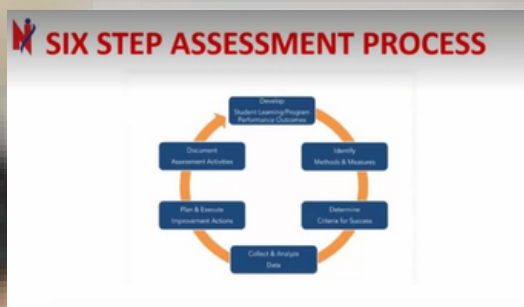 SIX STEP ASSESSMENT PROCESS
Develop
Student Learning/Program
Performance Outcomes
Identify
Methods & Measures
Determine
Criteria for Success
Collect & Analyze
Data
Plan & Execute
Improvement Actions
Document
Assessment Activities